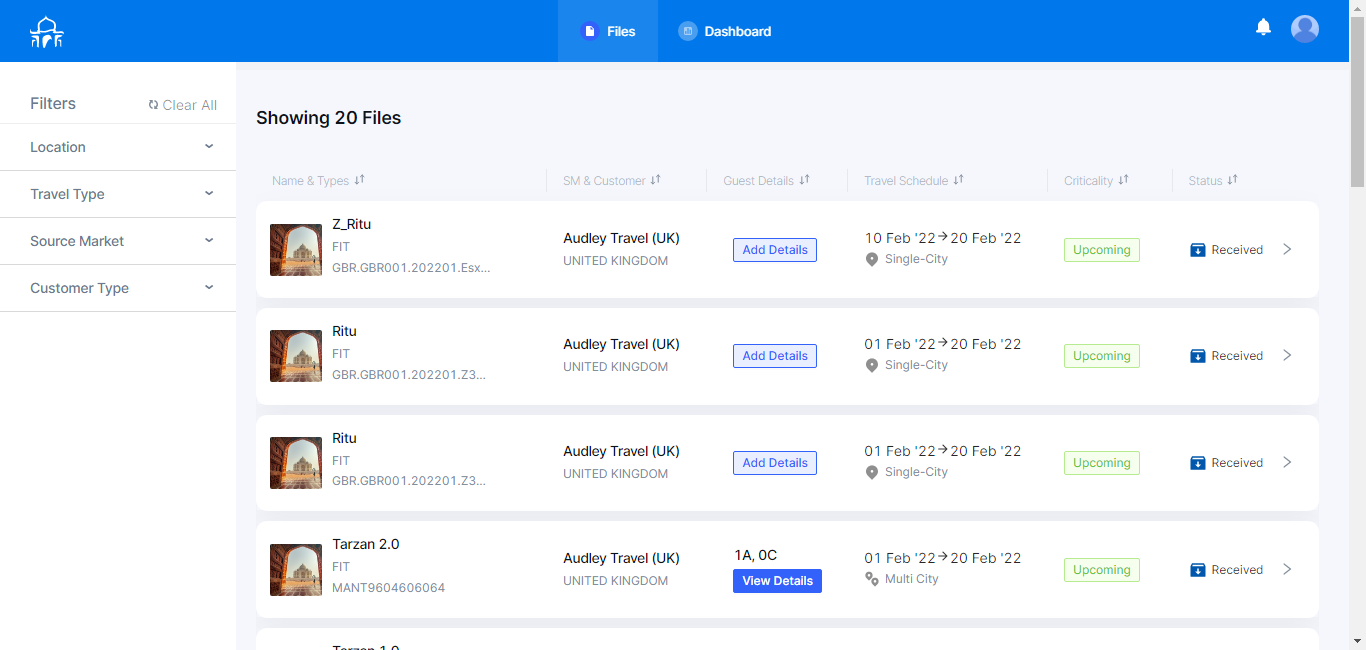 Files
Dashboard
Filters
Clear All
Location
Travel Type
Source Market
Customer Type
Showing 20 Files
Name & Types
SM & Customer
Guest Details
Travel Schedule
Criticality
Status
Z_Ritu
FIT
GBR.GBR001.202201.Esx...
Audley Travel (UK)
UNITED KINGDOM
Add Details
10 Feb '22→20 Feb '22
Single-City
Upcoming
Received
Ritu
FIT
GBR.GBR001.202201.Z3...
Audley Travel (UK)
UNITED KINGDOM
Add Details
01 Feb '22→20 Feb '22
Single-City
Upcoming
Received
Ritu
FIT
GBR.GBR001.202201.Z3...
Audley Travel (UK)
UNITED KINGDOM
Add Details
01 Feb '22→20 Feb '22
Single-City
Upcoming
Received
Tarzan 2.0
FIT
MANT9604606064
Audley Travel (UK)
UNITED KINGDOM
1A, 0C
View Details
01 Feb '22→20 Feb '22
Multi City
Upcoming
Received
Tarzan 1.0